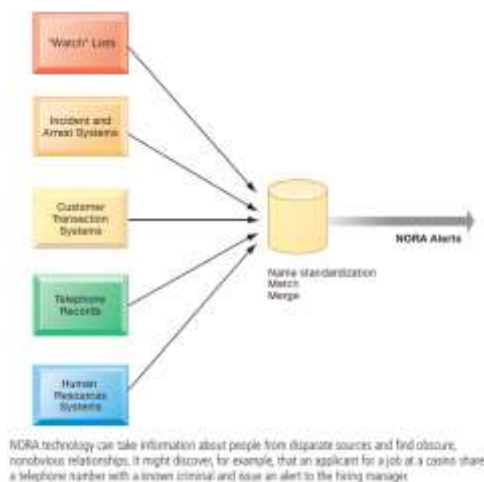 "Watch" Lists
Incident and
Arrest Systems
Customer
Transaction
Systems
NORA Alerts
Name standardization
Match
Merge
Telephone
Records
Human
Resources
Systems
NORA technology can take information about people from disparate sources and find obscure,
nonobvious relationships. It might discover, for example, that an applicant for a job at a casino share
a telephone number with a known criminal and issue an alert to the hiring manager.